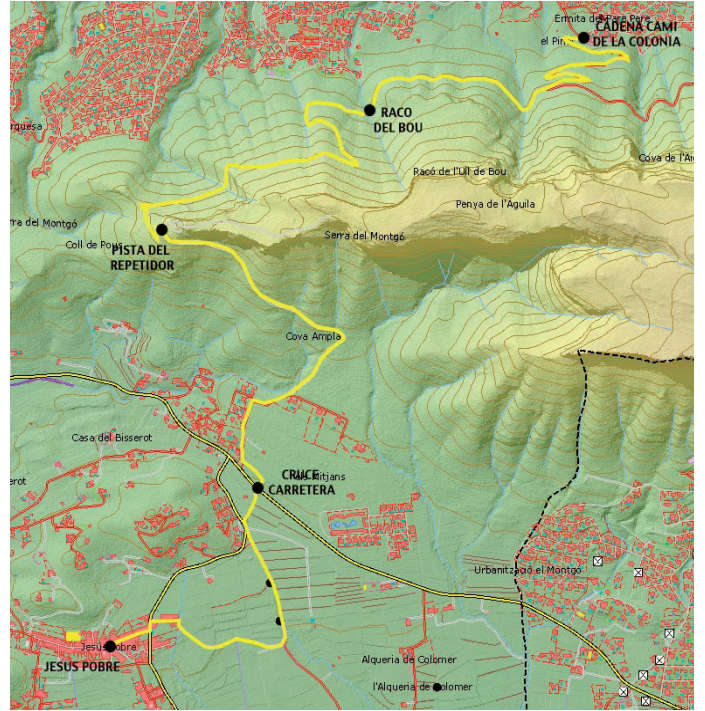 Ermita del Pare Pere
CADENA CAMI
DE LA COLONIA
el Pin
RACO
DEL BOU
rquesa
Cova de l'A
Racó de l'Ull de Bou
Penya de l'Àguila
rra del Montgó
Serra del Montgó
Coll de Pous
PISTA DEL
REPETIDOR
Cova Ampla
Casa del Bisserot
CRUCE
CARRETERA
Mitjans
erot
Urbanització el Montgó
Jesús Pobre
JESUS POBRE
Alqueria de Colomer
l'Alqueria de Colomer